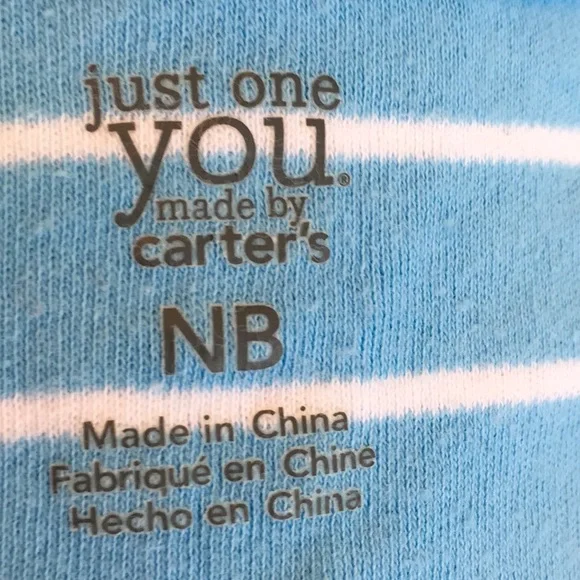 just one
you®
made by
carter's
NB
Made in China
Fabriqué en Chine
Hecho en China